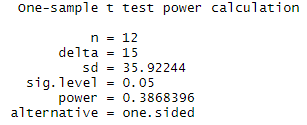 One-sample t test power calculation
n = 12
delta = 15
sd = 35.92244
sig.level = 0.05
power = 0.3868396
alternative = one.sided